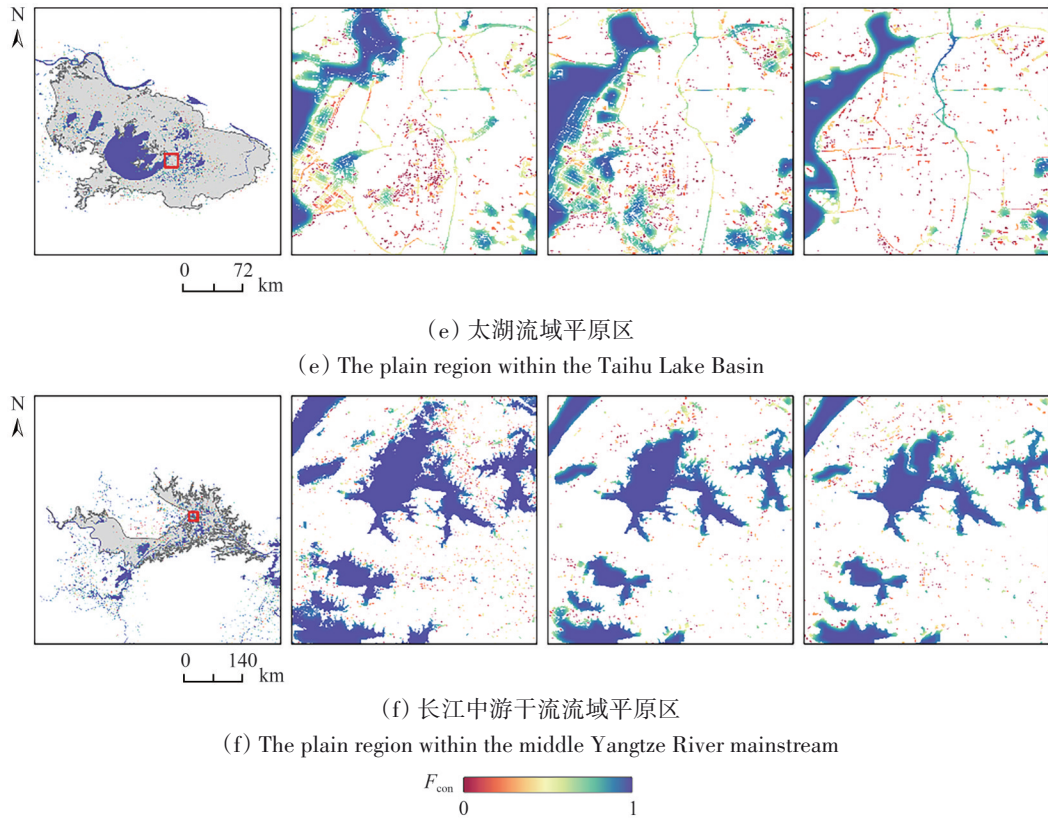 N
0 72
km
(e) 太湖流域平原区
(e) The plain region within the Taihu Lake Basin
N
0 140
km
(f) 长江中游干流流域平原区
(f) The plain region within the middle Yangtze River mainstream
Fcon
0 1